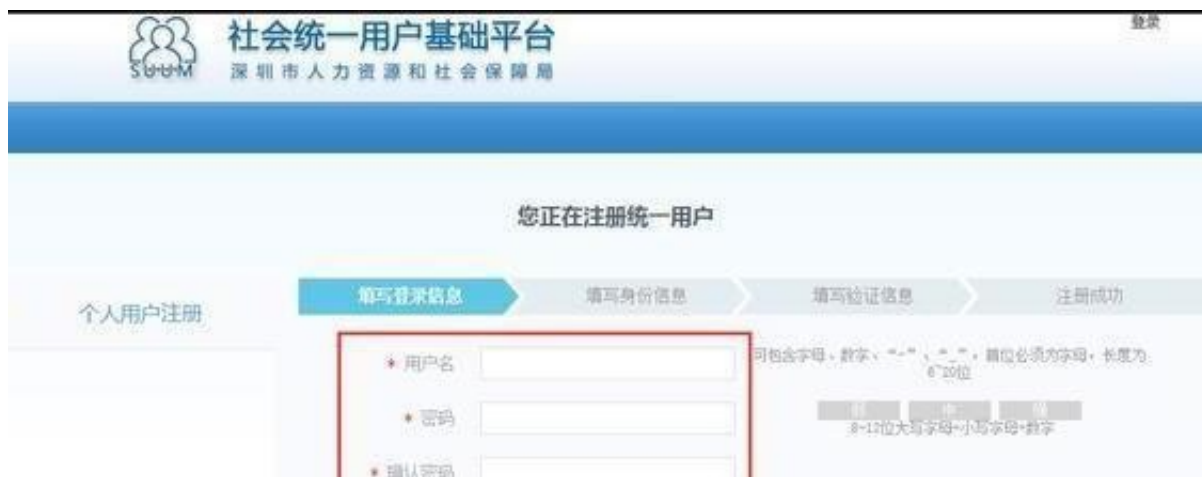 登录
社会统一用户基础平台
SUUM
深圳市人力资源和社会保障局
您正在注册统一用户
个人用户注册
填写登录信息
填写身份信息
填写验证信息
注册成功
* 用户名
可包含字母、数字、“-”、“_”，首位必须为字母，长度为
6~20位
* 密码
弱 中 强
8-12位大写字母+小写字母+数字
* 确认密码